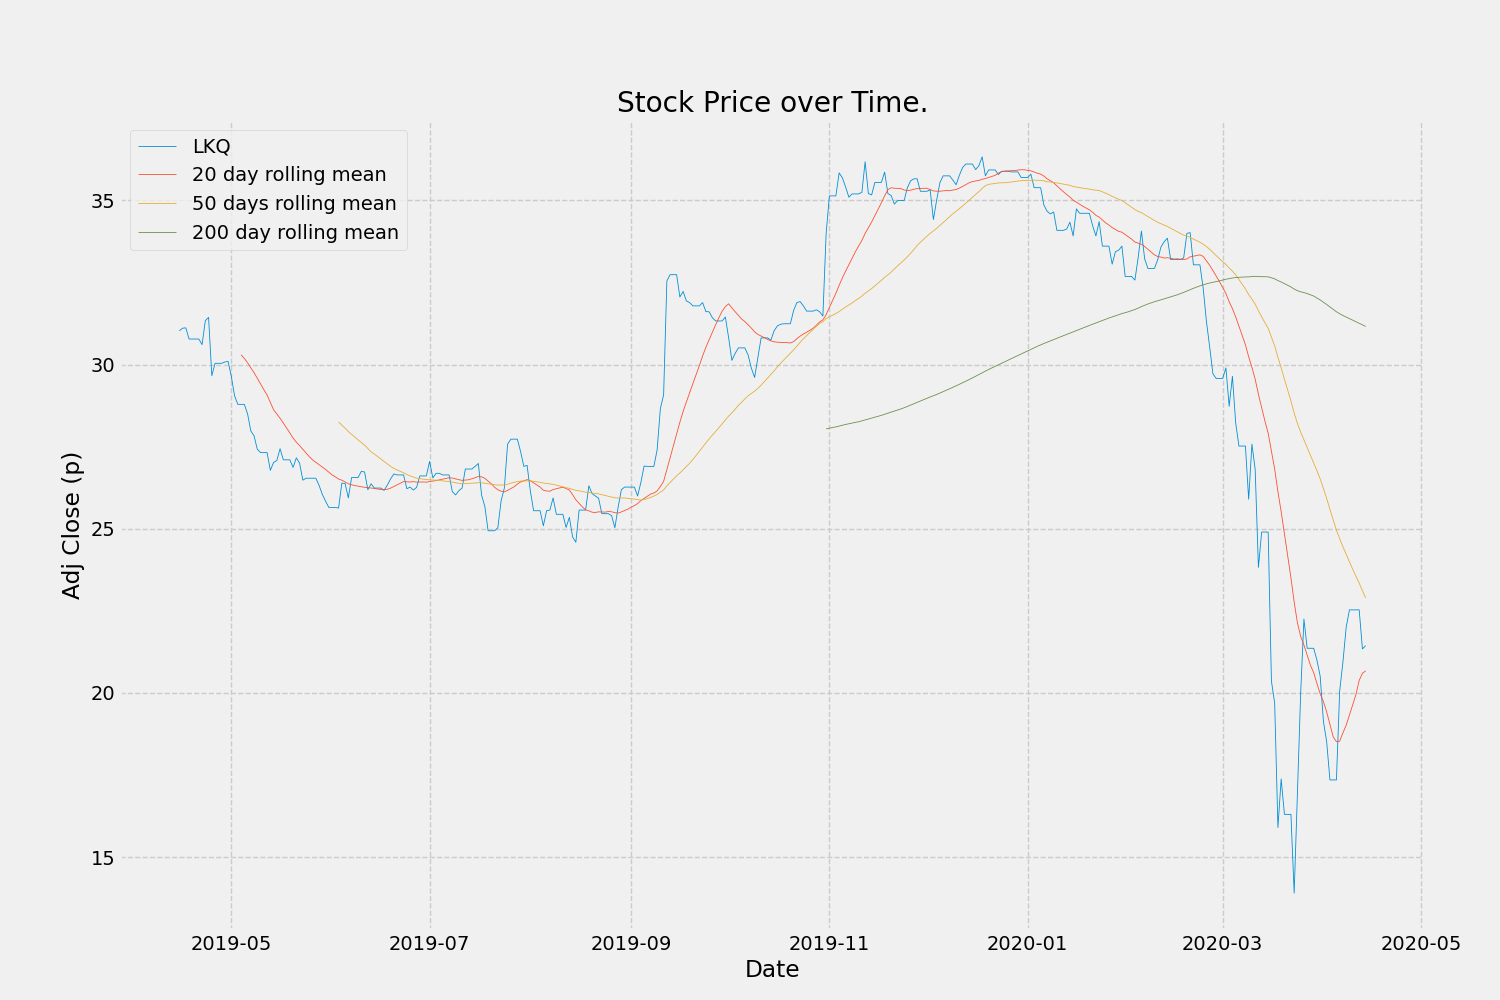 Stock Price over Time.
LKQ
20 day rolling mean
50 days rolling mean
200 day rolling mean
35
30
25
20
15
Adj Close (p)
2019-05 2019-07 2019-09 2019-11 2020-01 2020-03 2020-05
Date